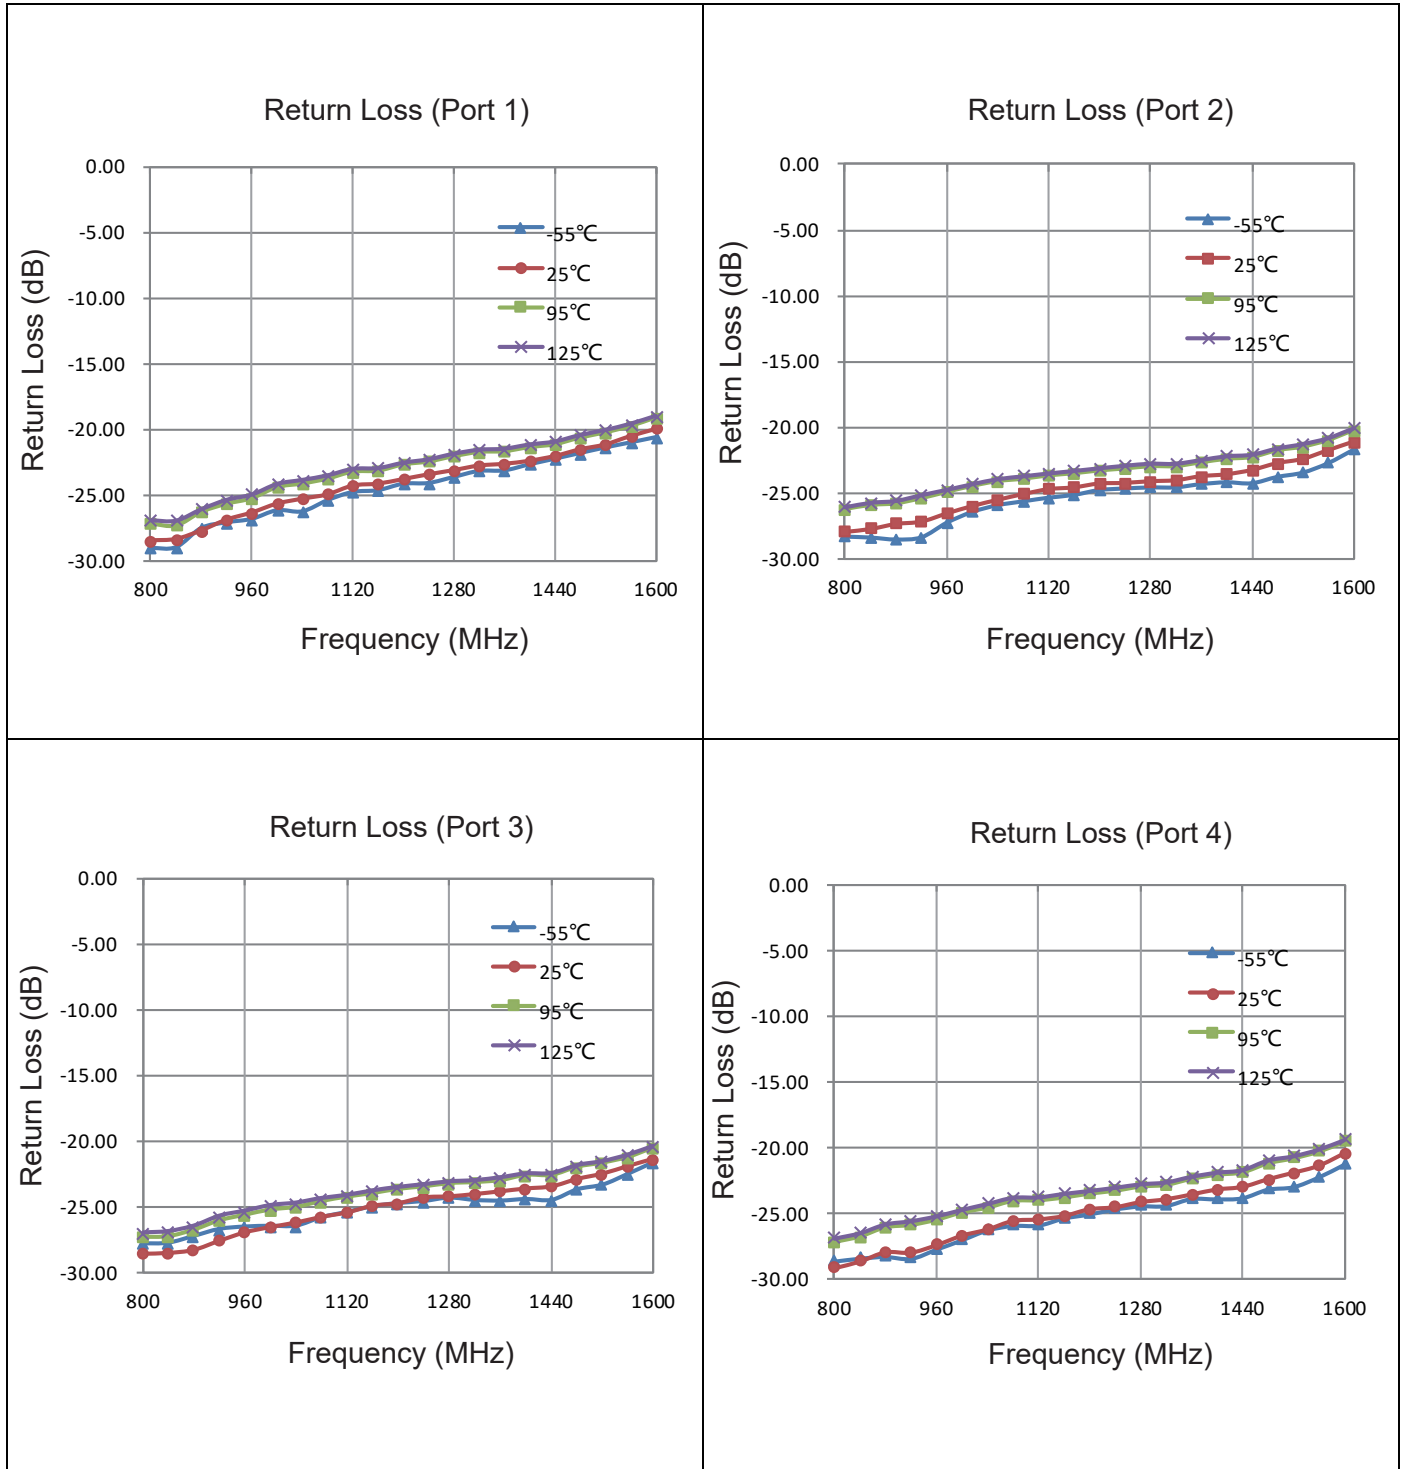 Return Loss (Port 1)
Return Loss (dB)
0.00
-5.00
-10.00
-15.00
-20.00
-25.00
-30.00
-55℃
25℃
95℃
125℃
800 960 1120 1280 1440 1600
Frequency (MHz)
Return Loss (Port 2)
Return Loss (dB)
0.00
-5.00
-10.00
-15.00
-20.00
-25.00
-30.00
-55℃
25℃
95℃
125℃
800 960 1120 1280 1440 1600
Frequency (MHz)
Return Loss (Port 3)
Return Loss (dB)
0.00
-5.00
-10.00
-15.00
-20.00
-25.00
-30.00
-55℃
25℃
95℃
125℃
800 960 1120 1280 1440 1600
Frequency (MHz)
Return Loss (Port 4)
Return Loss (dB)
0.00
-5.00
-10.00
-15.00
-20.00
-25.00
-30.00
-55℃
25℃
95℃
125℃
800 960 1120 1280 1440 1600
Frequency (MHz)